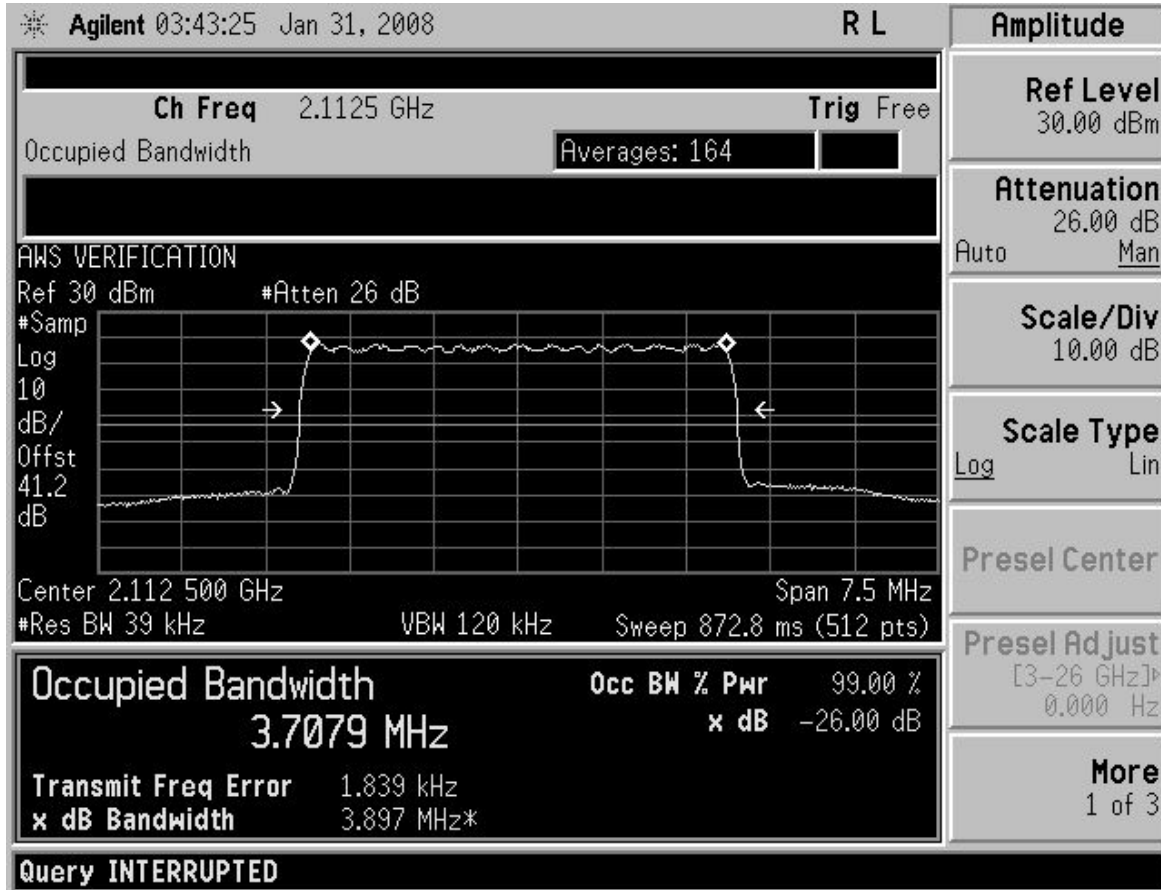 Agilent 03:43:25 Jan 31, 2008 R L
Ch Freq 2.1125 GHz Trig Free
Occupied Bandwidth Averages: 164
AWS VERIFICATION
Ref 30 dBm #Atten 26 dB
#Samp
Log
10
dB/
Offst
41.2
dB
Center 2.112 500 GHz Span 7.5 MHz
#Res BW 39 kHz VBW 120 kHz Sweep 872.8 ms (512 pts)
Occupied Bandwidth Occ BW % Pwr 99.00 %
3.7079 MHz x dB -26.00 dB
Transmit Freq Error 1.839 kHz
x dB Bandwidth 3.897 MHz*
Query INTERRUPTED
Amplitude
Ref Level
30.00 dBm
Attenuation
26.00 dB
Auto Man
Scale/Div
10.00 dB
Scale Type
Log Lin
Presel Center
Presel Adjust
[3-26 GHz]
0.000 Hz
More
1 of 3